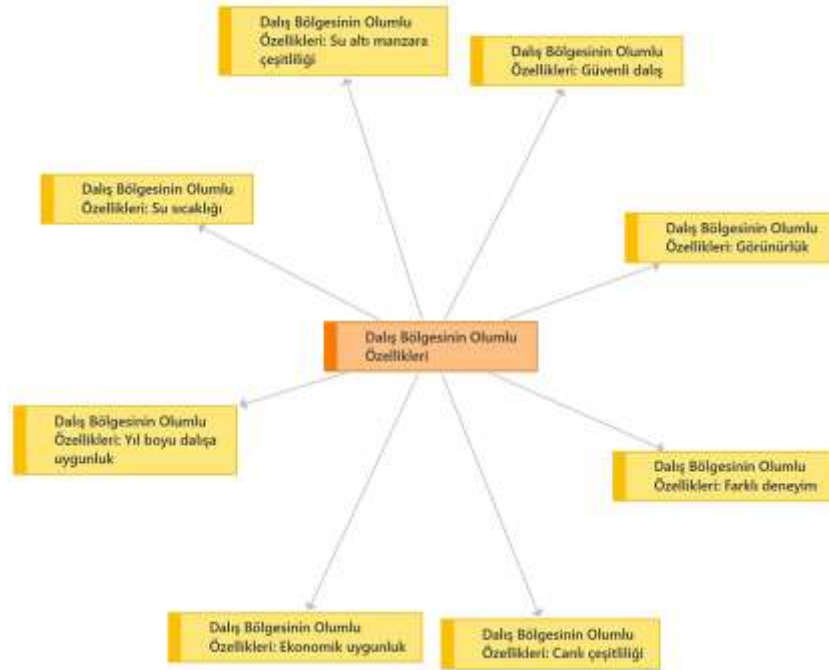 Dalış Bölgesinin Olumlu
Özellikleri: Su altı manzara
çeşitliliği
Dalış Bölgesinin Olumlu
Özellikleri: Güvenli dalış
Dalış Bölgesinin Olumlu
Özellikleri: Su sıcaklığı
Dalış Bölgesinin Olumlu
Özellikleri: Görünürlük
Dalış Bölgesinin Olumlu
Özellikleri
Dalış Bölgesinin Olumlu
Özellikleri: Yıl boyu dalışa
uygunluk
Dalış Bölgesinin Olumlu
Özellikleri: Farklı deneyim
Dalış Bölgesinin Olumlu
Özellikleri: Ekonomik uygunluk
Dalış Bölgesinin Olumlu
Özellikleri: Canlı çeşitliliği